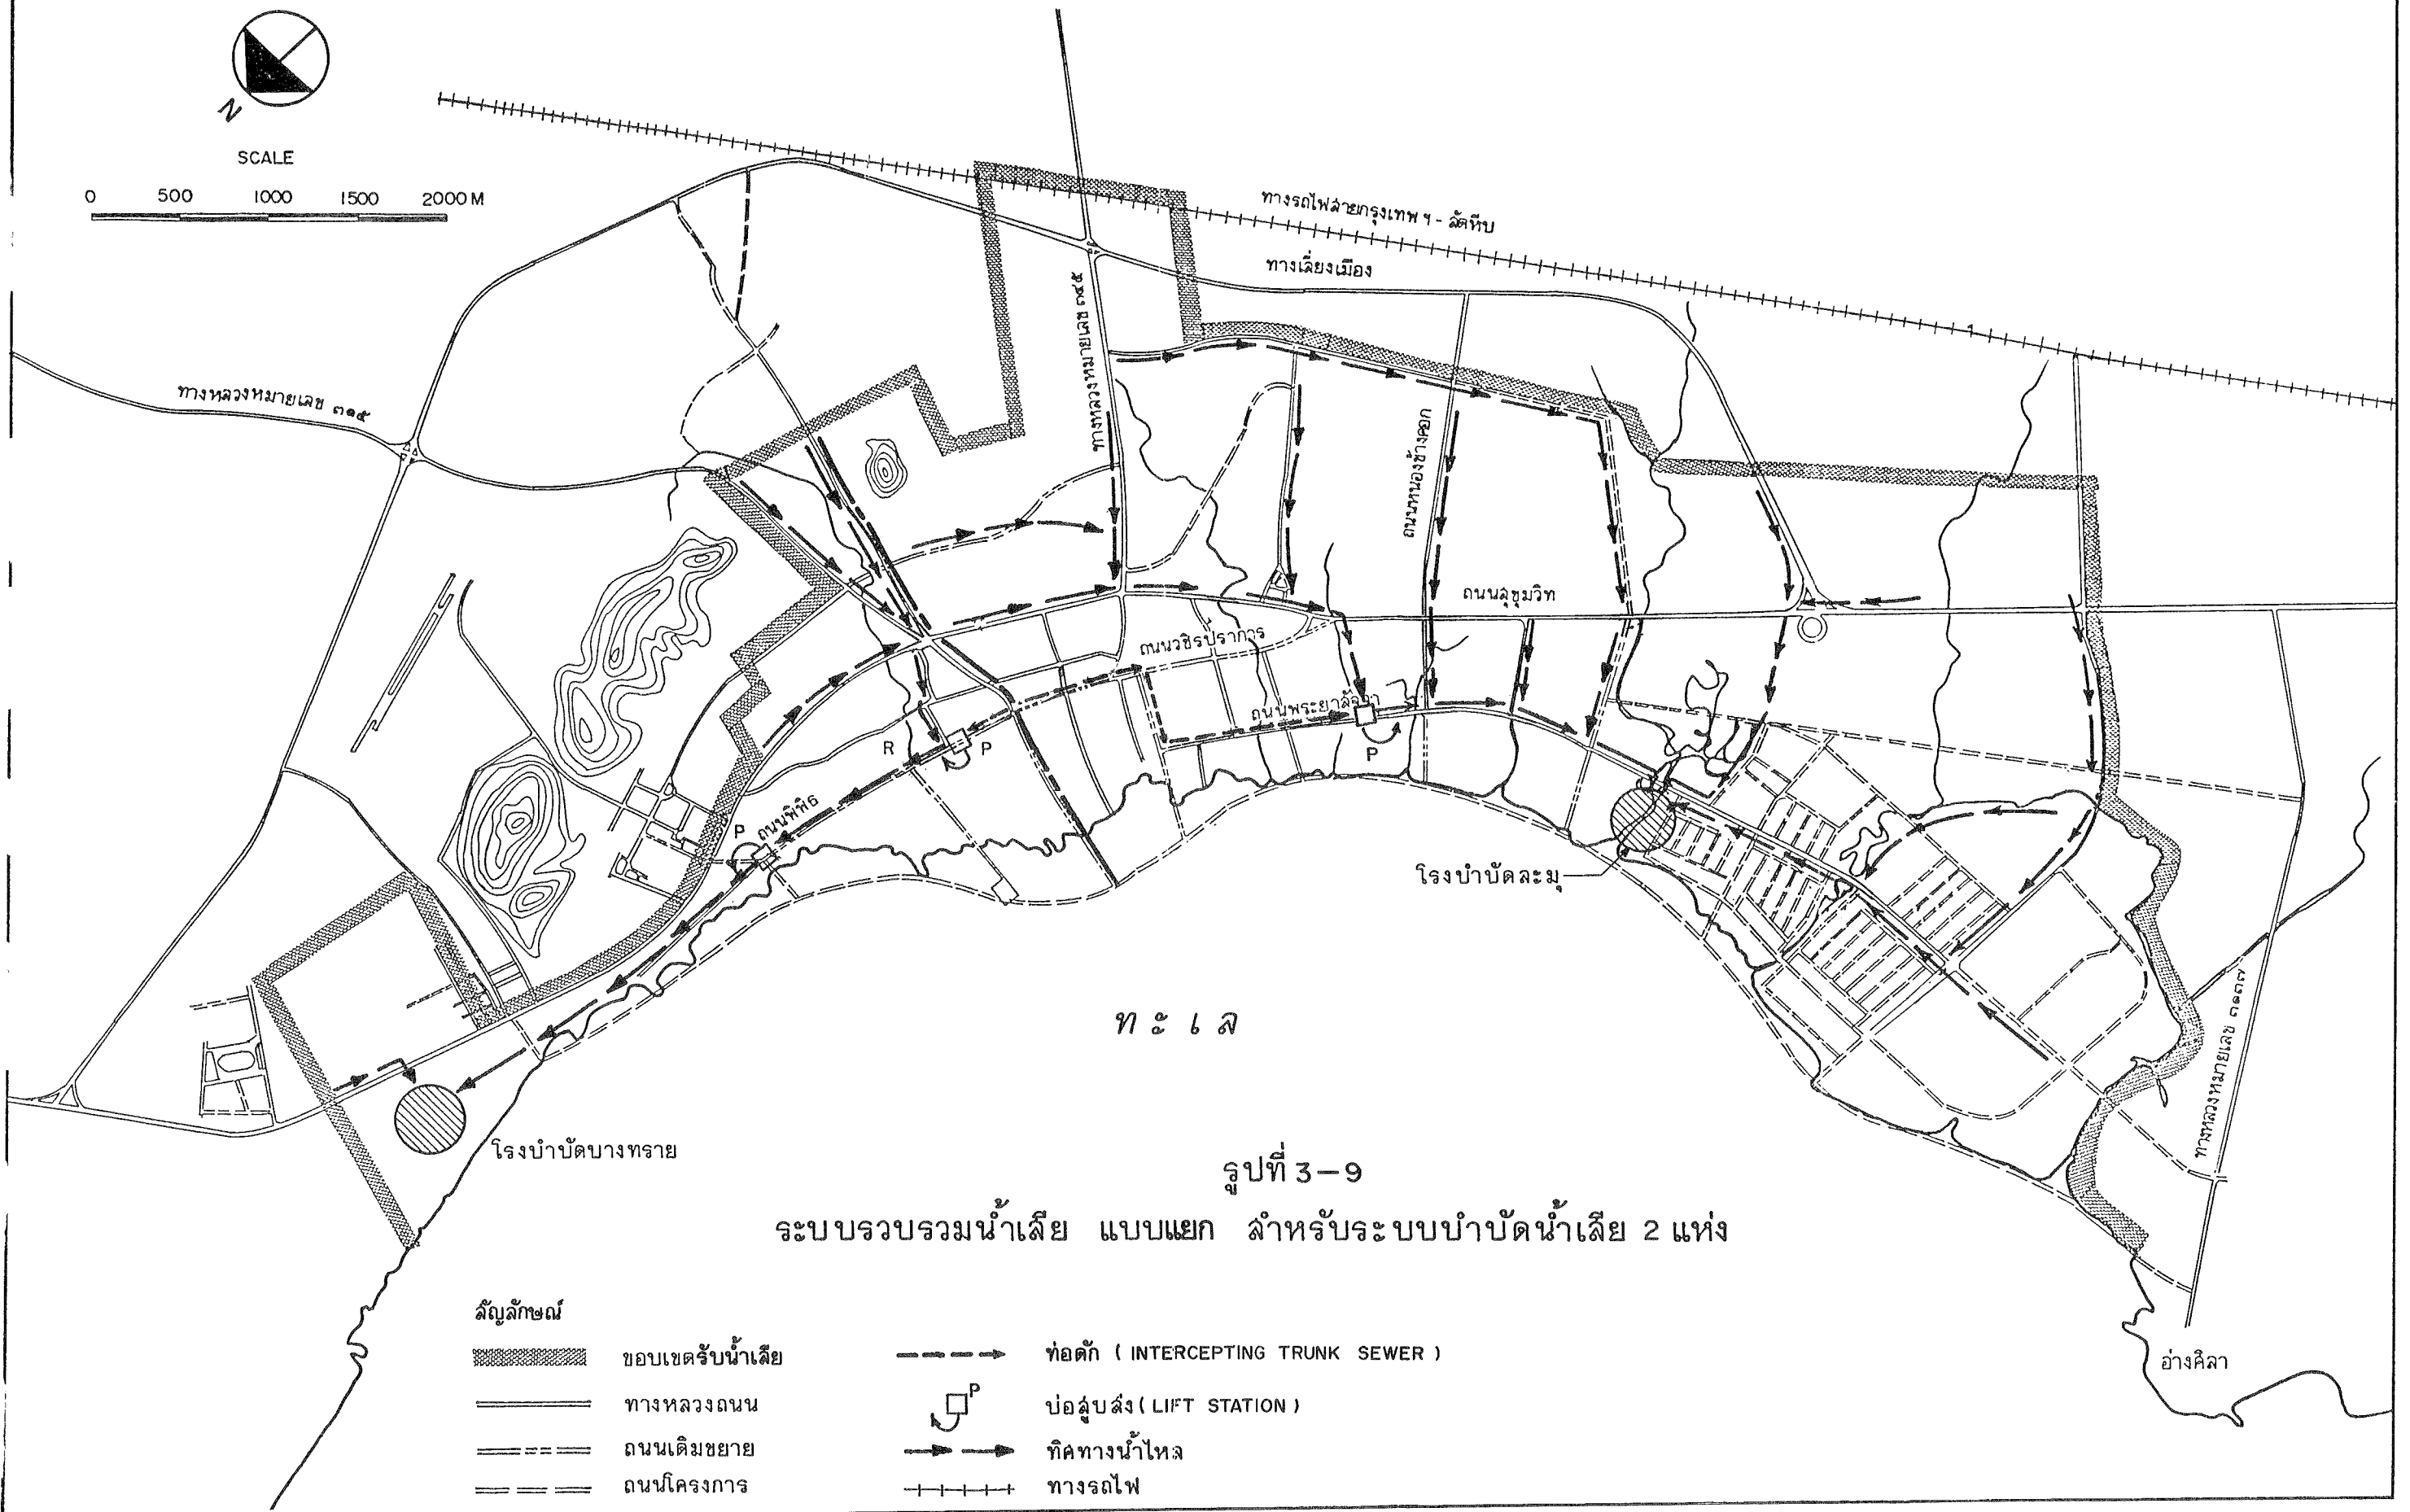 N
SCALE
0 500 1000 1500 2000 M
ทางรถไฟสายกรุงเทพฯ - สัตหีบ
ทางเลี่ยงเมือง
ทางหลวงหมายเลข ๓๔๕
ทางหลวงหมายเลข ๓๑๕
ถนนหนองข้างคอก
ถนนสุขุมวิท
ถนนวชิรปราการ
ถนนพระยาสัจจา
R
P
P
P
ถนนพิพิธ
โรงบำบัดละมุ
ทะเล
ทางหลวงหมายเลข ๓๑๓๗
โรงบำบัดบางทราย
รูปที่ 3-9
ระบบรวบรวมน้ำเสีย แบบแยก สำหรับระบบบำบัดน้ำเสีย 2 แห่ง
สัญลักษณ์
ขอบเขตรับน้ำเสีย
ทางหลวงถนน
ถนนเดิมขยาย
ถนนโครงการ
ท่อดัก ( INTERCEPTING TRUNK SEWER )
P
บ่อสูบส่ง ( LIFT STATION )
ทิศทางน้ำไหล
ทางรถไฟ
อ่างศิลา